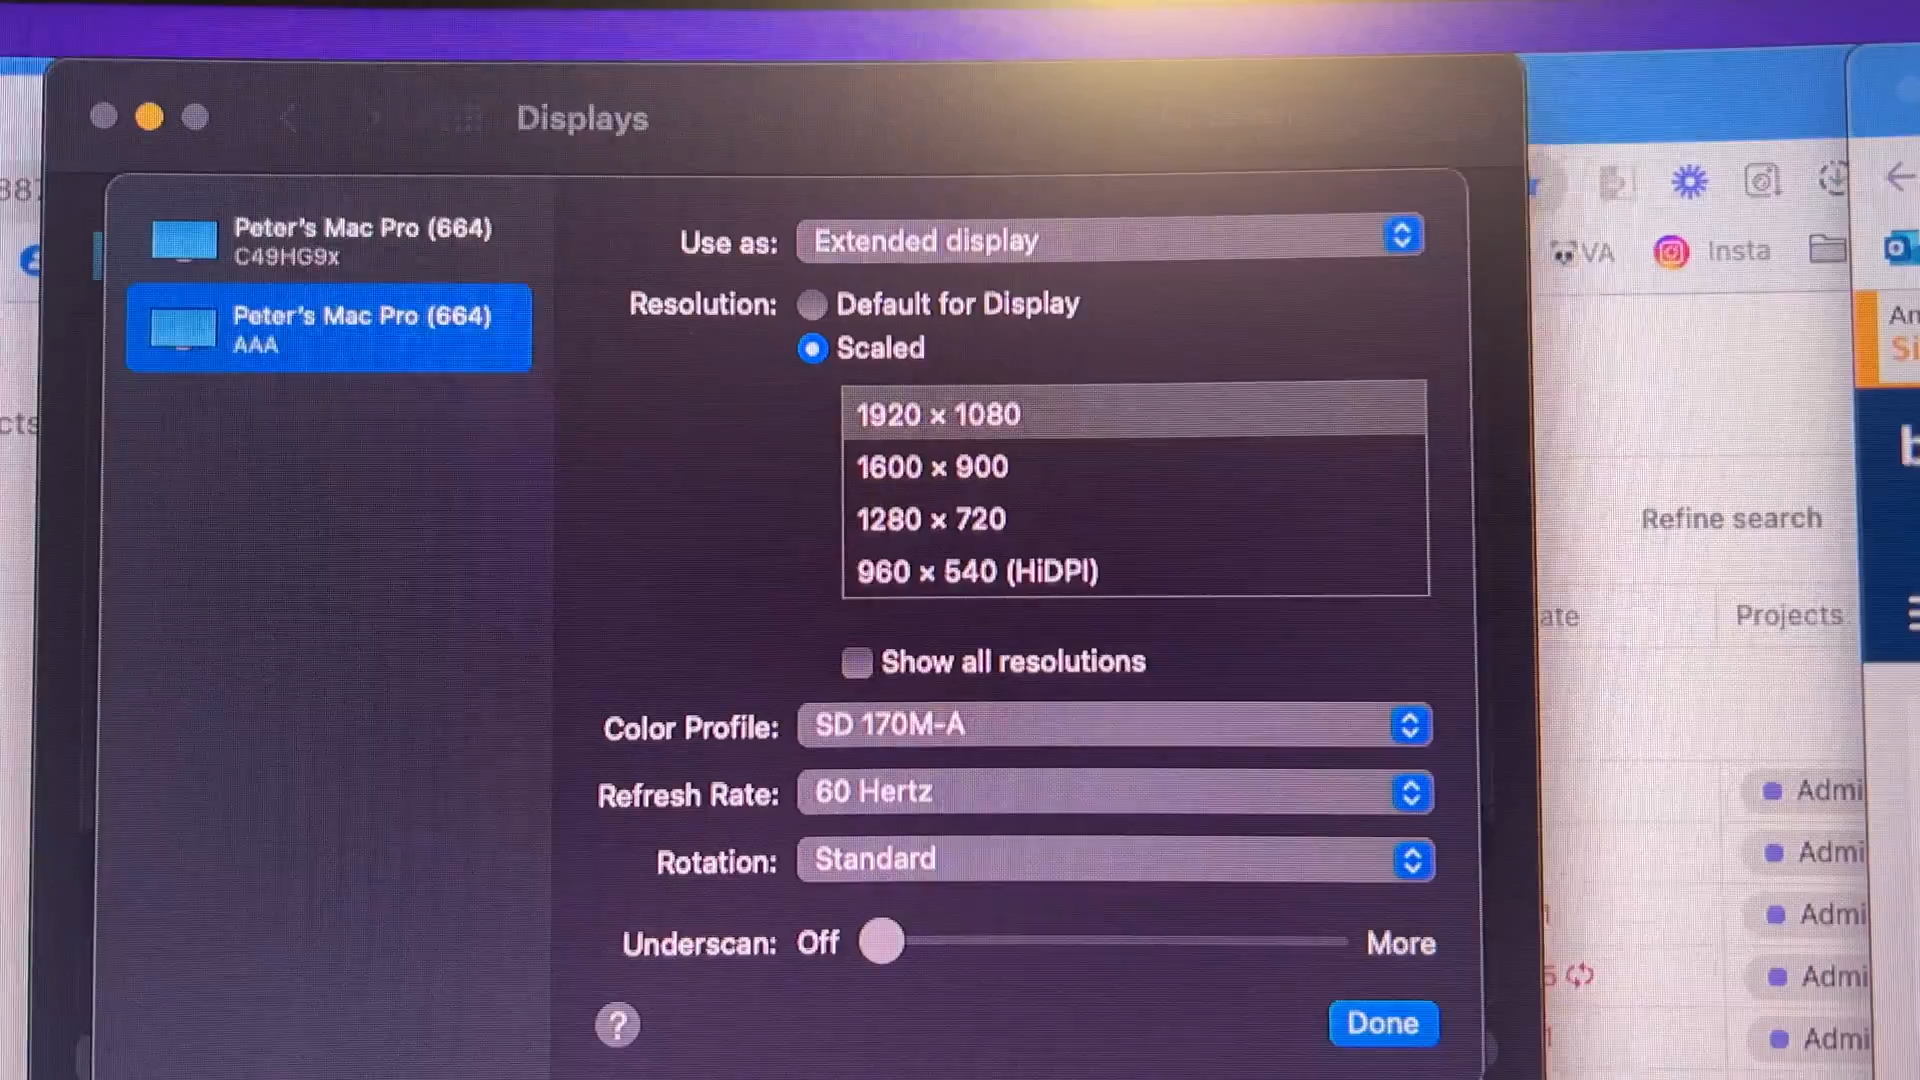 Displays
Peter's Mac Pro (664)
C49HG9x
Peter's Mac Pro (664)
AAA
Use as: Extended display
Resolution: Default for Display
Scaled
1920 × 1080
1600 × 900
1280 × 720
960 × 540 (HiDPI)
Show all resolutions
Color Profile: SD 170M-A
Refresh Rate: 60 Hertz
Rotation: Standard
Underscan: Off More
?
Done
VA
Insta
Refine search
Projects
Admi
Admi
Admi
Admi
Admi